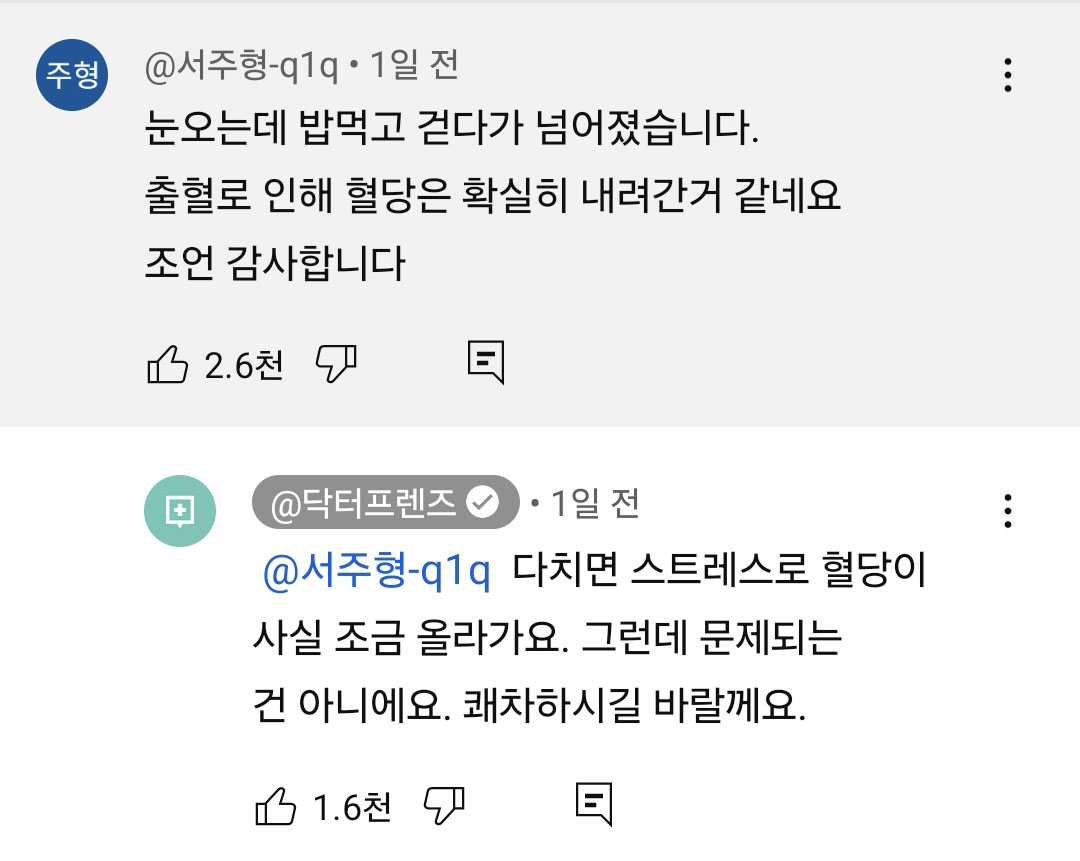 주형
@서주형-q1q • 1일 전
눈오는데 밥먹고 걷다가 넘어졌습니다.
출혈로 인해 혈당은 확실히 내려간거 같네요
조언 감사합니다
2.6천
@닥터프렌즈 • 1일 전
@서주형-q1q 다치면 스트레스로 혈당이
사실 조금 올라가요. 그런데 문제되는
건 아니에요. 쾌차하시길 바랄께요.
1.6천